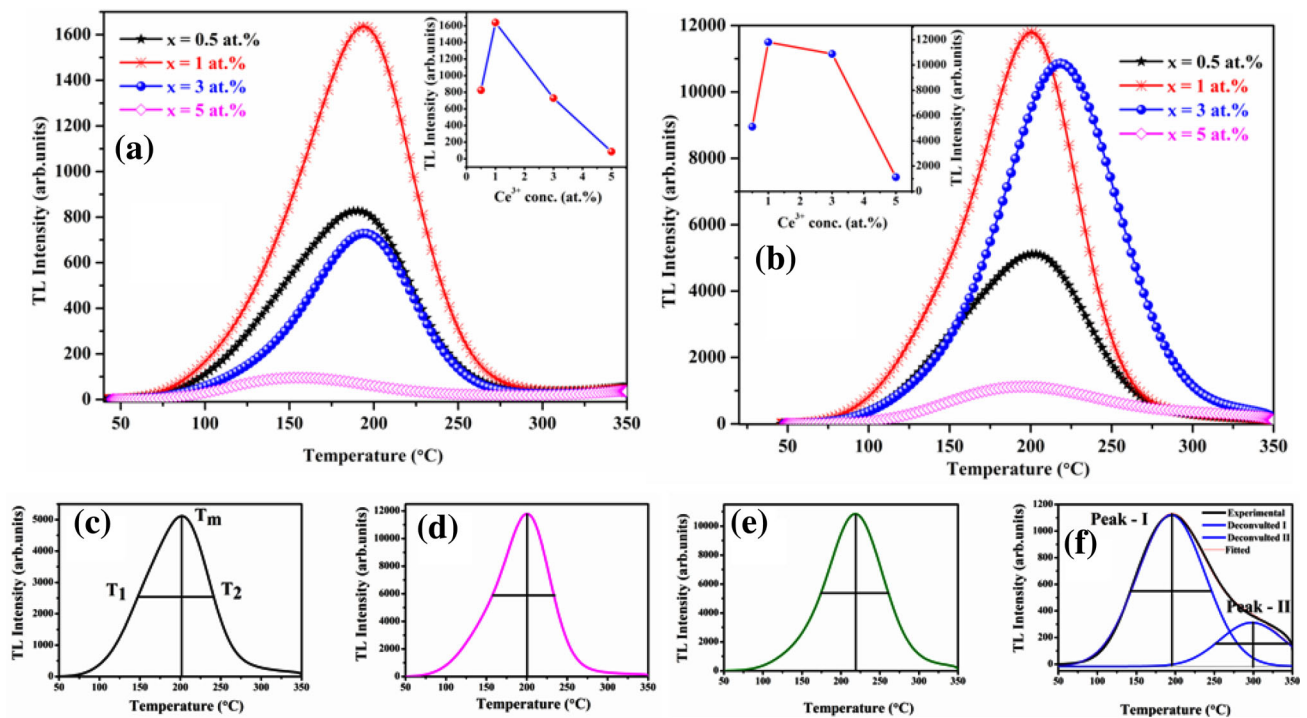 (a)
TL Intensity (arb.units)
1600
1400
1200
1000
800
600
400
200
0
50 100 150 200 250 300 350
Temperature (°C)
x = 0.5 at.%
x = 1 at.%
x = 3 at.%
x = 5 at.%
TL Intensity (arb.units)
1600
1400
1200
1000
800
600
400
200
0
1 2 3 4 5
Ce³⁺ conc. (at.%)
(b)
TL Intensity (arb.units)
12000
10000
8000
6000
4000
2000
0
50 100 150 200 250 300 350
Temperature (°C)
1 2 3 4 5
Ce³⁺ conc. (at.%)
12000
10000
8000
6000
4000
2000
0
TL Intensity (arb.units)
x = 0.5 at.%
x = 1 at.%
x = 3 at.%
x = 5 at.%
(c)
TL Intensity (arb.units)
5000
4000
3000
2000
1000
0
Tm
T1 T2
50 100 150 200 250 300 350
Temperature (°C)
(d)
TL Intensity (arb.units)
12000
10000
8000
6000
4000
2000
0
50 100 150 200 250 300 350
Temperature (°C)
(e)
TL Intensity (arb.units)
10000
8000
6000
4000
2000
0
50 100 150 200 250 300 350
Temperature (°C)
(f)
TL Intensity (arb.units)
1200
1000
800
600
400
200
0
Peak - I
Experimental
Deconvulted I
Deconvulted II
Fitted
Peak - II
50 100 150 200 250 300 350
Temperature (°C)